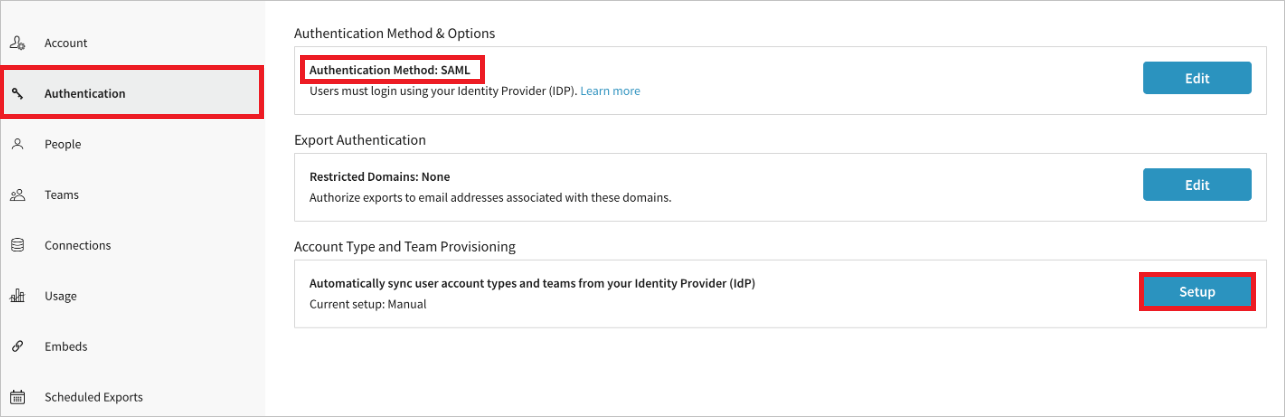 Account
Authentication
People
Teams
Connections
Usage
Embeds
Scheduled Exports
Authentication Method & Options
Authentication Method: SAML
Users must login using your Identity Provider (IDP). Learn more
Edit
Export Authentication
Restricted Domains: None
Authorize exports to email addresses associated with these domains.
Edit
Account Type and Team Provisioning
Automatically sync user account types and teams from your Identity Provider (IdP)
Current setup: Manual
Setup